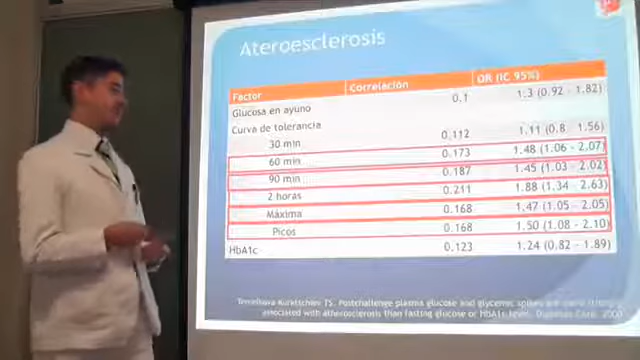 Ateroesclerosis
Factor Correlación OR (IC 95%)
Glucosa en ayuno 0.1 1.3 (0.92 - 1.82)
Curva de tolerancia
30 min 0.112 1.11 (0.8 - 1.56)
60 min 0.173 1.48 (1.06 - 2.07)
90 min 0.187 1.45 (1.03 - 2.02)
2 horas 0.211 1.88 (1.34 - 2.63)
Máxima 0.168 1.47 (1.05 - 2.05)
Picos 0.168 1.50 (1.08 - 2.10)
HbA1c 0.123 1.24 (0.82 - 1.89)
TS. Postchallenge plasma glucose and glycemic spikes are more strongly
associated with atherosclerosis than fasting glucose or HbA1c level. Diabetes Care. 2000